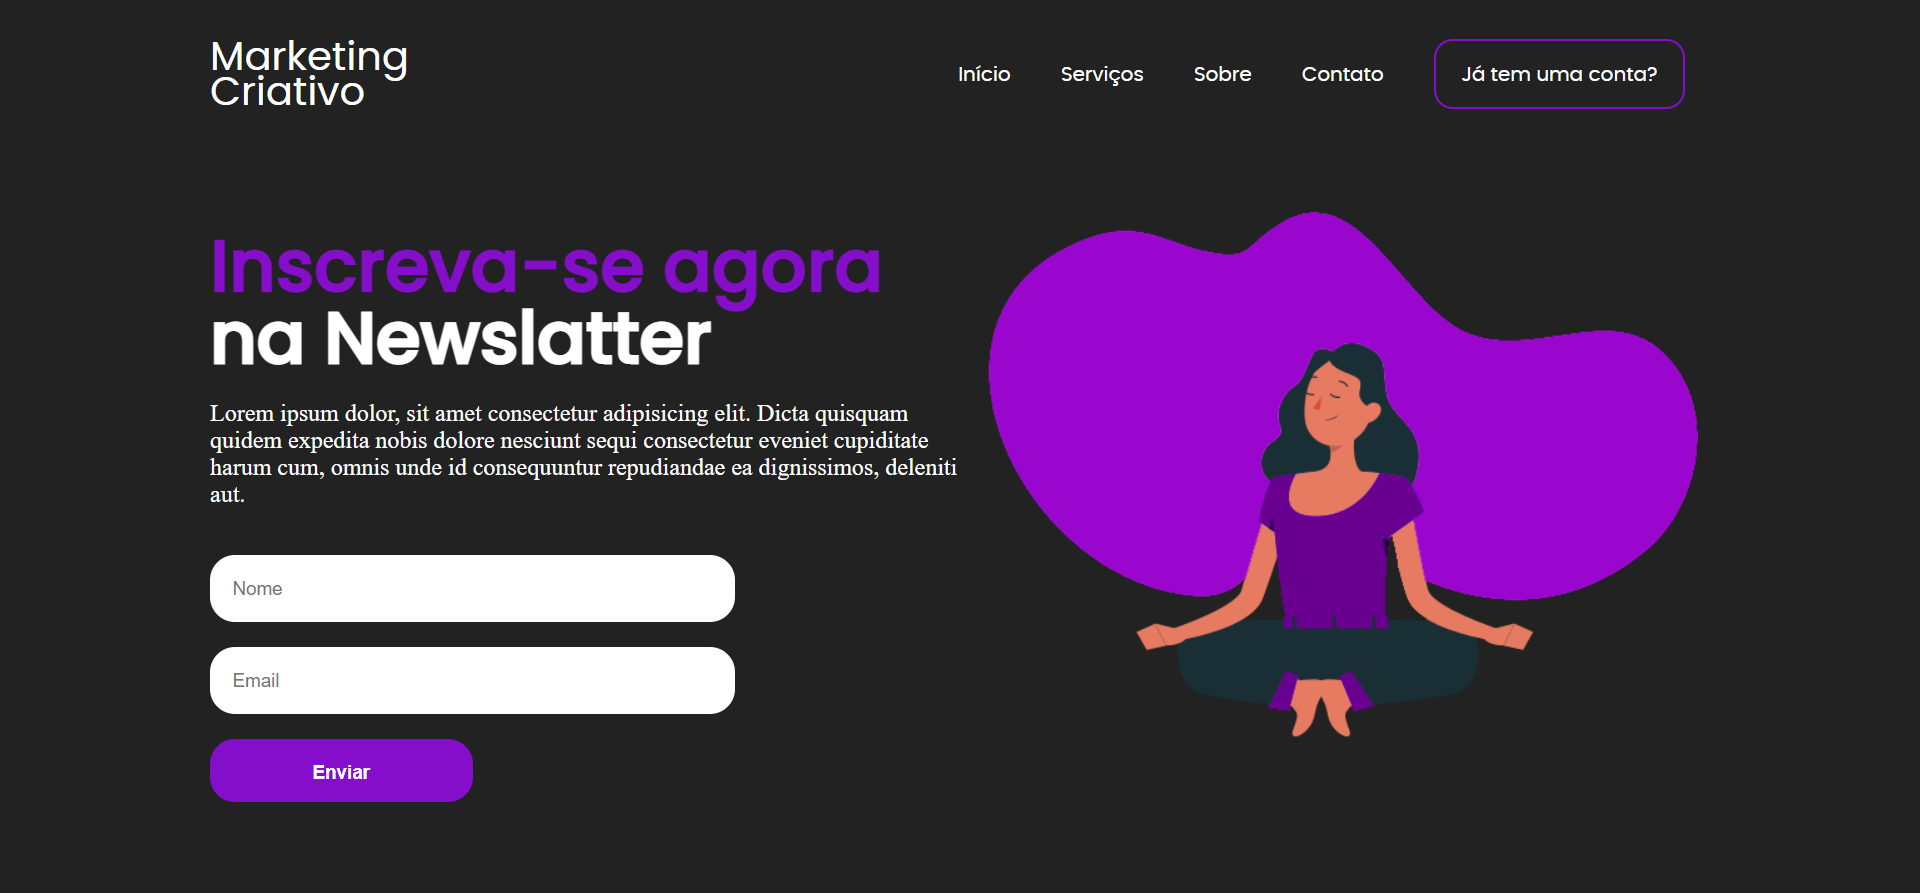 Marketing
Criativo
Início
Serviços
Sobre
Contato
Já tem uma conta?
Inscreva-se agora
na Newslatter
Lorem ipsum dolor, sit amet consectetur adipisicing elit. Dicta quisquam
quidem expedita nobis dolore nesciunt sequi consectetur eveniet cupiditate
harum cum, omnis unde id consequuntur repudiandae ea dignissimos, deleniti
aut.
Nome
Email
Enviar